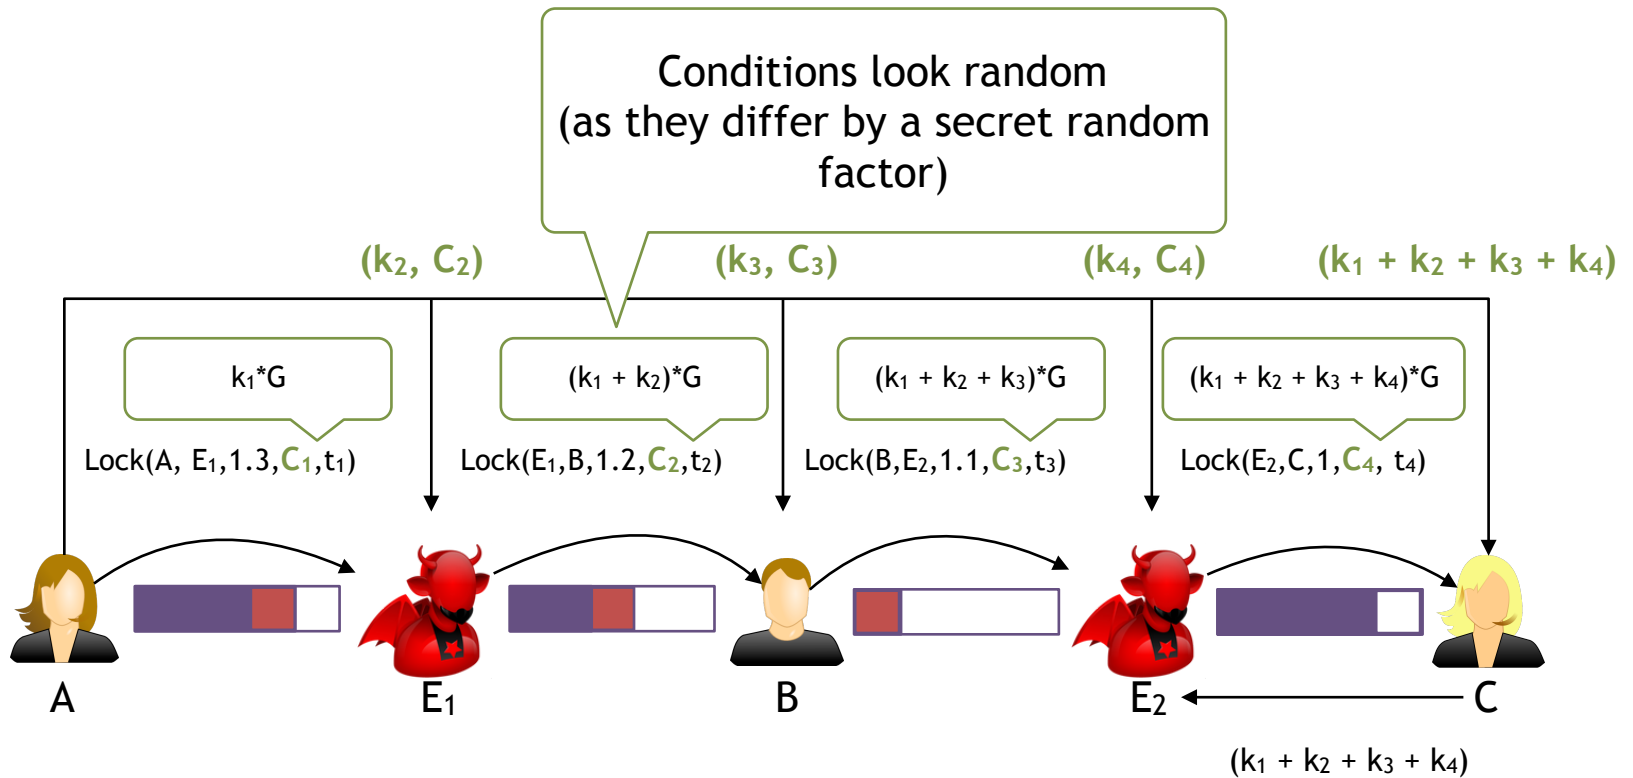 Conditions look random
(as they differ by a secret random
factor)
(k₂, C₂)
(k₃, C₃)
(k₄, C₄)
(k₁ + k₂ + k₃ + k₄)
k₁*G
(k₁ + k₂)*G
(k₁ + k₂ + k₃)*G
(k₁ + k₂ + k₃ + k₄)*G
Lock(A, E₁,1.3,C₁,t₁)
Lock(E₁,B,1.2,C₂,t₂)
Lock(B,E₂,1.1,C₃,t₃)
Lock(E₂,C,1,C₄, t₄)
A
E₁
B
E₂
C
(k₁ + k₂ + k₃ + k₄)